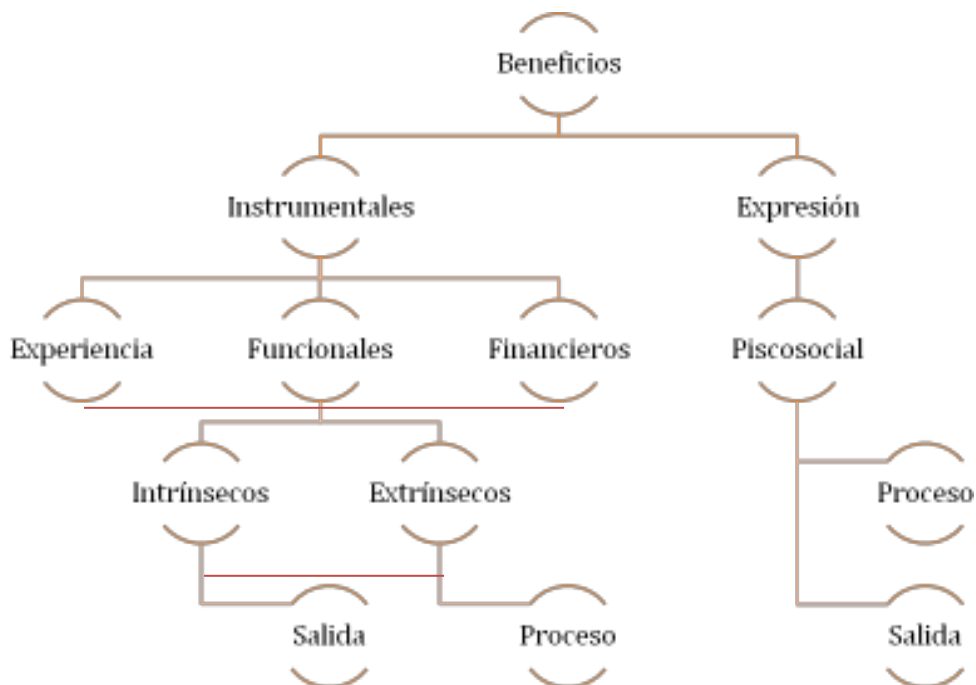 Beneficios
Instrumentales
Expresión
Experiencia
Funcionales
Financieros
Piscosocial
Intrínsecos
Extrínsecos
Proceso
Salida
Proceso
Salida